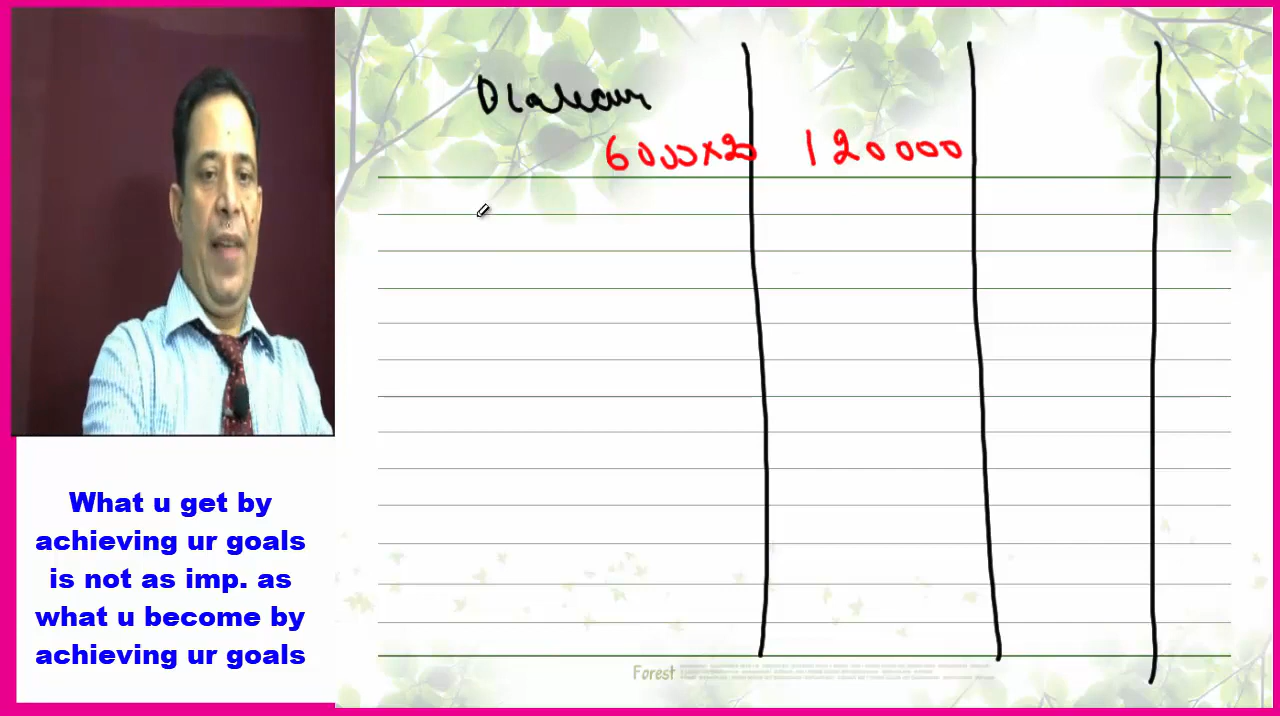 6000x20 120000
What u get by
achieving ur goals
is not as imp. as
what u become by
achieving ur goals
Forest